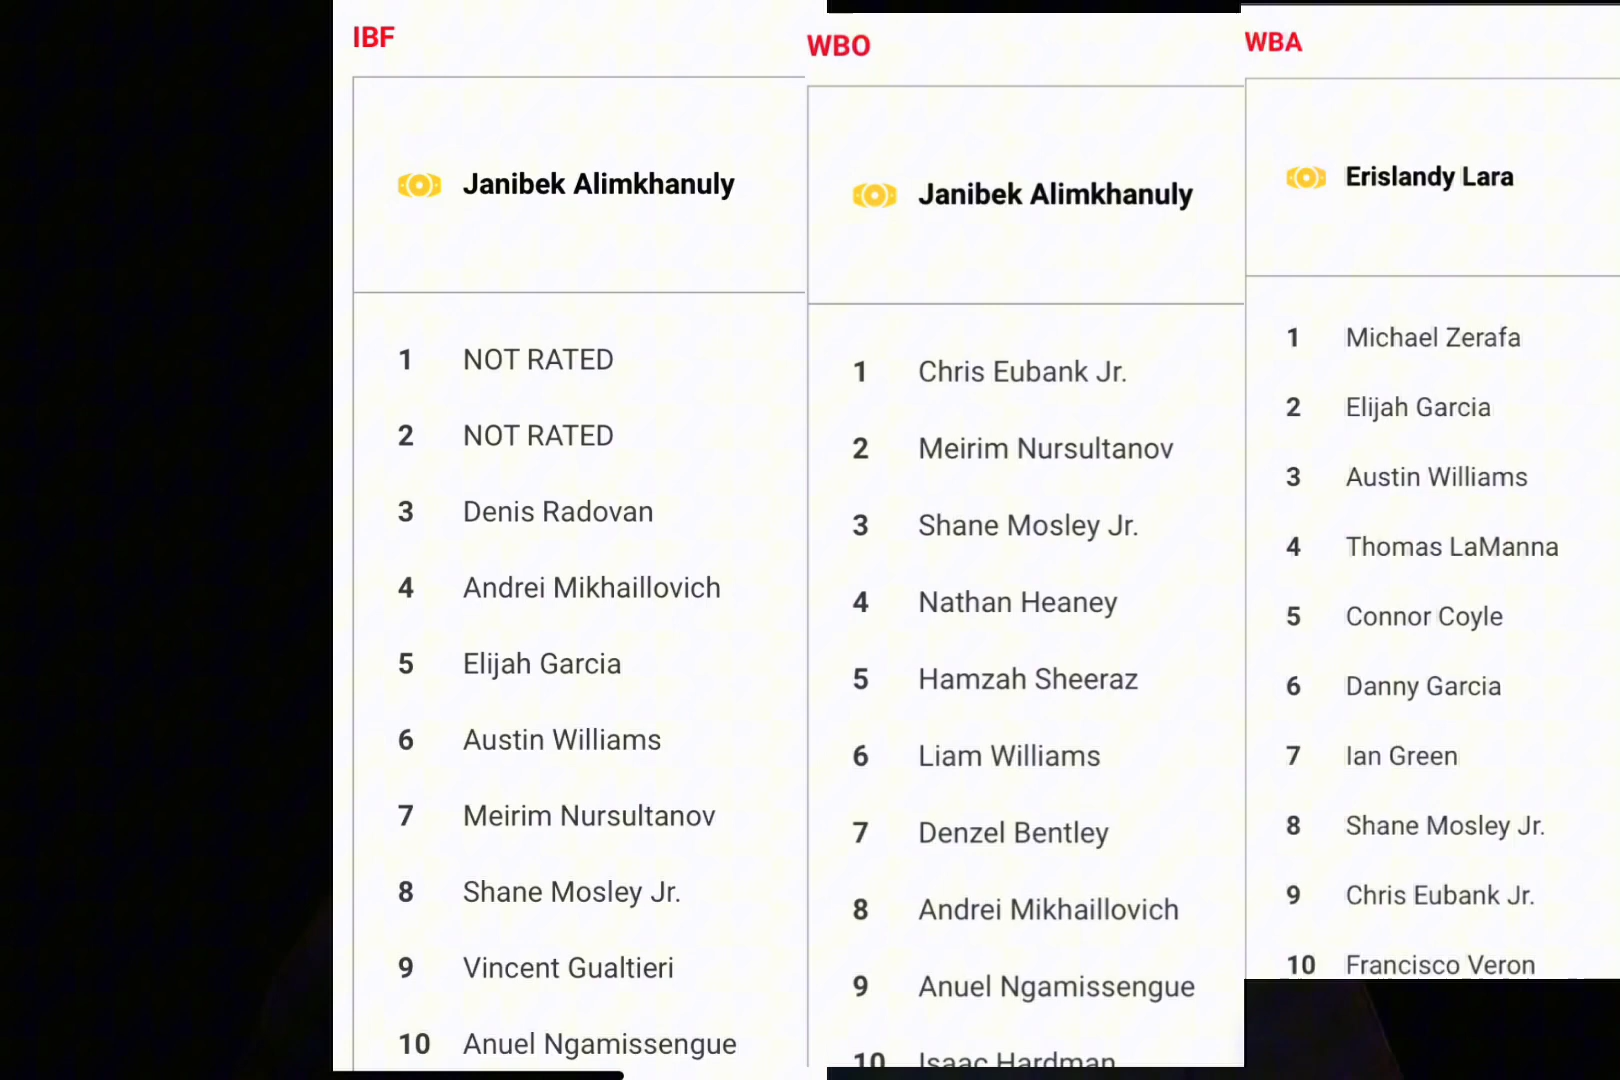 IBF
Janibek Alimkhanuly
1 NOT RATED
2 NOT RATED
3 Denis Radovan
4 Andrei Mikhaillovich
5 Elijah Garcia
6 Austin Williams
7 Meirim Nursultanov
8 Shane Mosley Jr.
9 Vincent Gualtieri
10 Anuel Ngamissengue
WBO
Janibek Alimkhanuly
1 Chris Eubank Jr.
2 Meirim Nursultanov
3 Shane Mosley Jr.
4 Nathan Heaney
5 Hamzah Sheeraz
6 Liam Williams
7 Denzel Bentley
8 Andrei Mikhaillovich
9 Anuel Ngamissengue
10 Isaac Hardman
WBA
Erislandy Lara
1 Michael Zerafa
2 Elijah Garcia
3 Austin Williams
4 Thomas LaManna
5 Connor Coyle
6 Danny Garcia
7 Ian Green
8 Shane Mosley Jr.
9 Chris Eubank Jr.
10 Francisco Veron